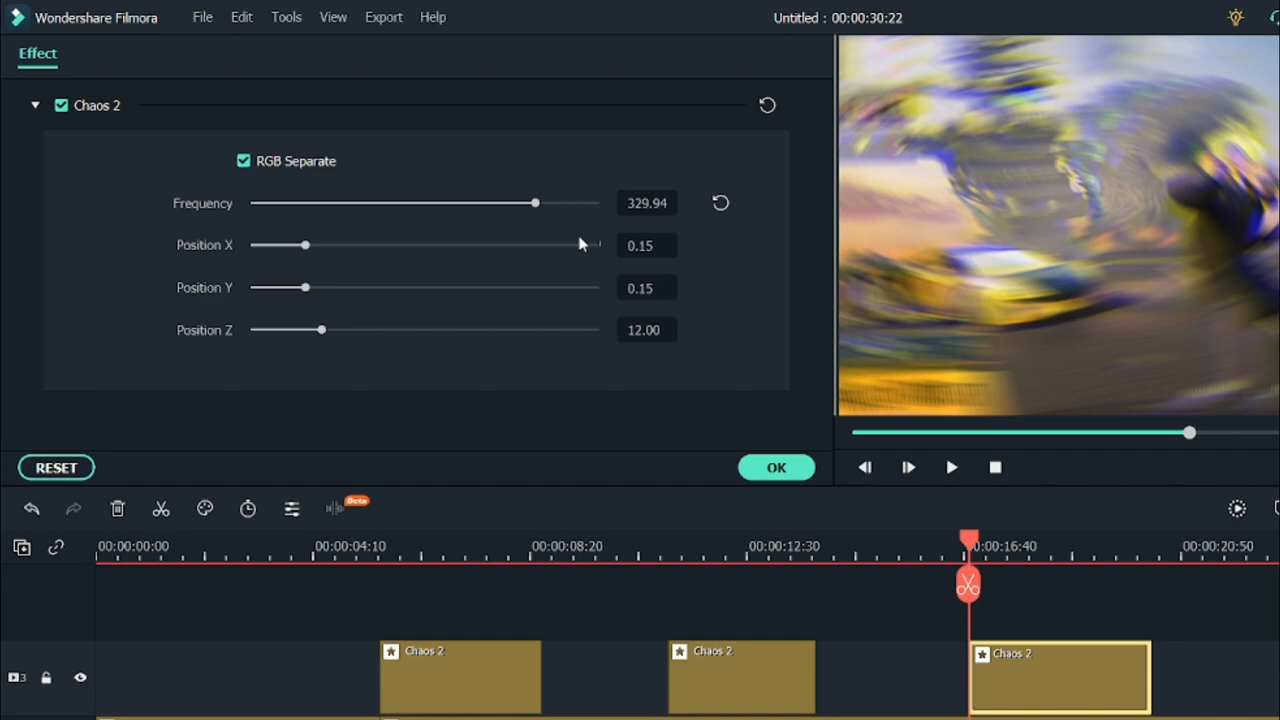 Wondershare Filmora File Edit Tools View Export Help Untitled : 00:00:30:22
Effect
Chaos 2
RGB Separate
Frequency 329.94
Position X 0.15
Position Y 0.15
Position Z 12.00
RESET OK
Beta
00:00:00:00 00:00:04:10 00:00:08:20 00:00:12:30 00:00:16:40 00:00:20:50
Chaos 2 Chaos 2 Chaos 2
3